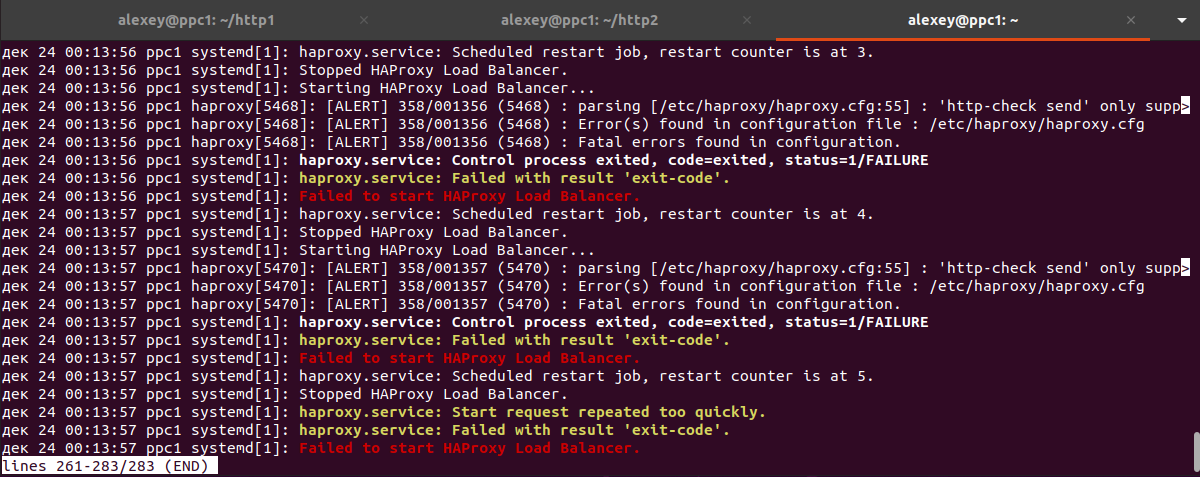 alexey@ppc1: ~/http1 × alexey@ppc1: ~/http2 × alexey@ppc1: ~ ×
дек 24 00:13:56 ppc1 systemd[1]: haproxy.service: Scheduled restart job, restart counter is at 3.
дек 24 00:13:56 ppc1 systemd[1]: Stopped HAProxy Load Balancer.
дек 24 00:13:56 ppc1 systemd[1]: Starting HAProxy Load Balancer...
дек 24 00:13:56 ppc1 haproxy[5468]: [ALERT] 358/001356 (5468) : parsing [/etc/haproxy/haproxy.cfg:55] : 'http-check send' only supp>
дек 24 00:13:56 ppc1 haproxy[5468]: [ALERT] 358/001356 (5468) : Error(s) found in configuration file : /etc/haproxy/haproxy.cfg
дек 24 00:13:56 ppc1 haproxy[5468]: [ALERT] 358/001356 (5468) : Fatal errors found in configuration.
дек 24 00:13:56 ppc1 systemd[1]: haproxy.service: Control process exited, code=exited, status=1/FAILURE
дек 24 00:13:56 ppc1 systemd[1]: haproxy.service: Failed with result 'exit-code'.
дек 24 00:13:56 ppc1 systemd[1]: Failed to start HAProxy Load Balancer.
дек 24 00:13:57 ppc1 systemd[1]: haproxy.service: Scheduled restart job, restart counter is at 4.
дек 24 00:13:57 ppc1 systemd[1]: Stopped HAProxy Load Balancer.
дек 24 00:13:57 ppc1 systemd[1]: Starting HAProxy Load Balancer...
дек 24 00:13:57 ppc1 haproxy[5470]: [ALERT] 358/001357 (5470) : parsing [/etc/haproxy/haproxy.cfg:55] : 'http-check send' only supp>
дек 24 00:13:57 ppc1 haproxy[5470]: [ALERT] 358/001357 (5470) : Error(s) found in configuration file : /etc/haproxy/haproxy.cfg
дек 24 00:13:57 ppc1 haproxy[5470]: [ALERT] 358/001357 (5470) : Fatal errors found in configuration.
дек 24 00:13:57 ppc1 systemd[1]: haproxy.service: Control process exited, code=exited, status=1/FAILURE
дек 24 00:13:57 ppc1 systemd[1]: haproxy.service: Failed with result 'exit-code'.
дек 24 00:13:57 ppc1 systemd[1]: Failed to start HAProxy Load Balancer.
дек 24 00:13:57 ppc1 systemd[1]: haproxy.service: Scheduled restart job, restart counter is at 5.
дек 24 00:13:57 ppc1 systemd[1]: Stopped HAProxy Load Balancer.
дек 24 00:13:57 ppc1 systemd[1]: haproxy.service: Start request repeated too quickly.
дек 24 00:13:57 ppc1 systemd[1]: haproxy.service: Failed with result 'exit-code'.
дек 24 00:13:57 ppc1 systemd[1]: Failed to start HAProxy Load Balancer.
lines 261-283/283 (END)